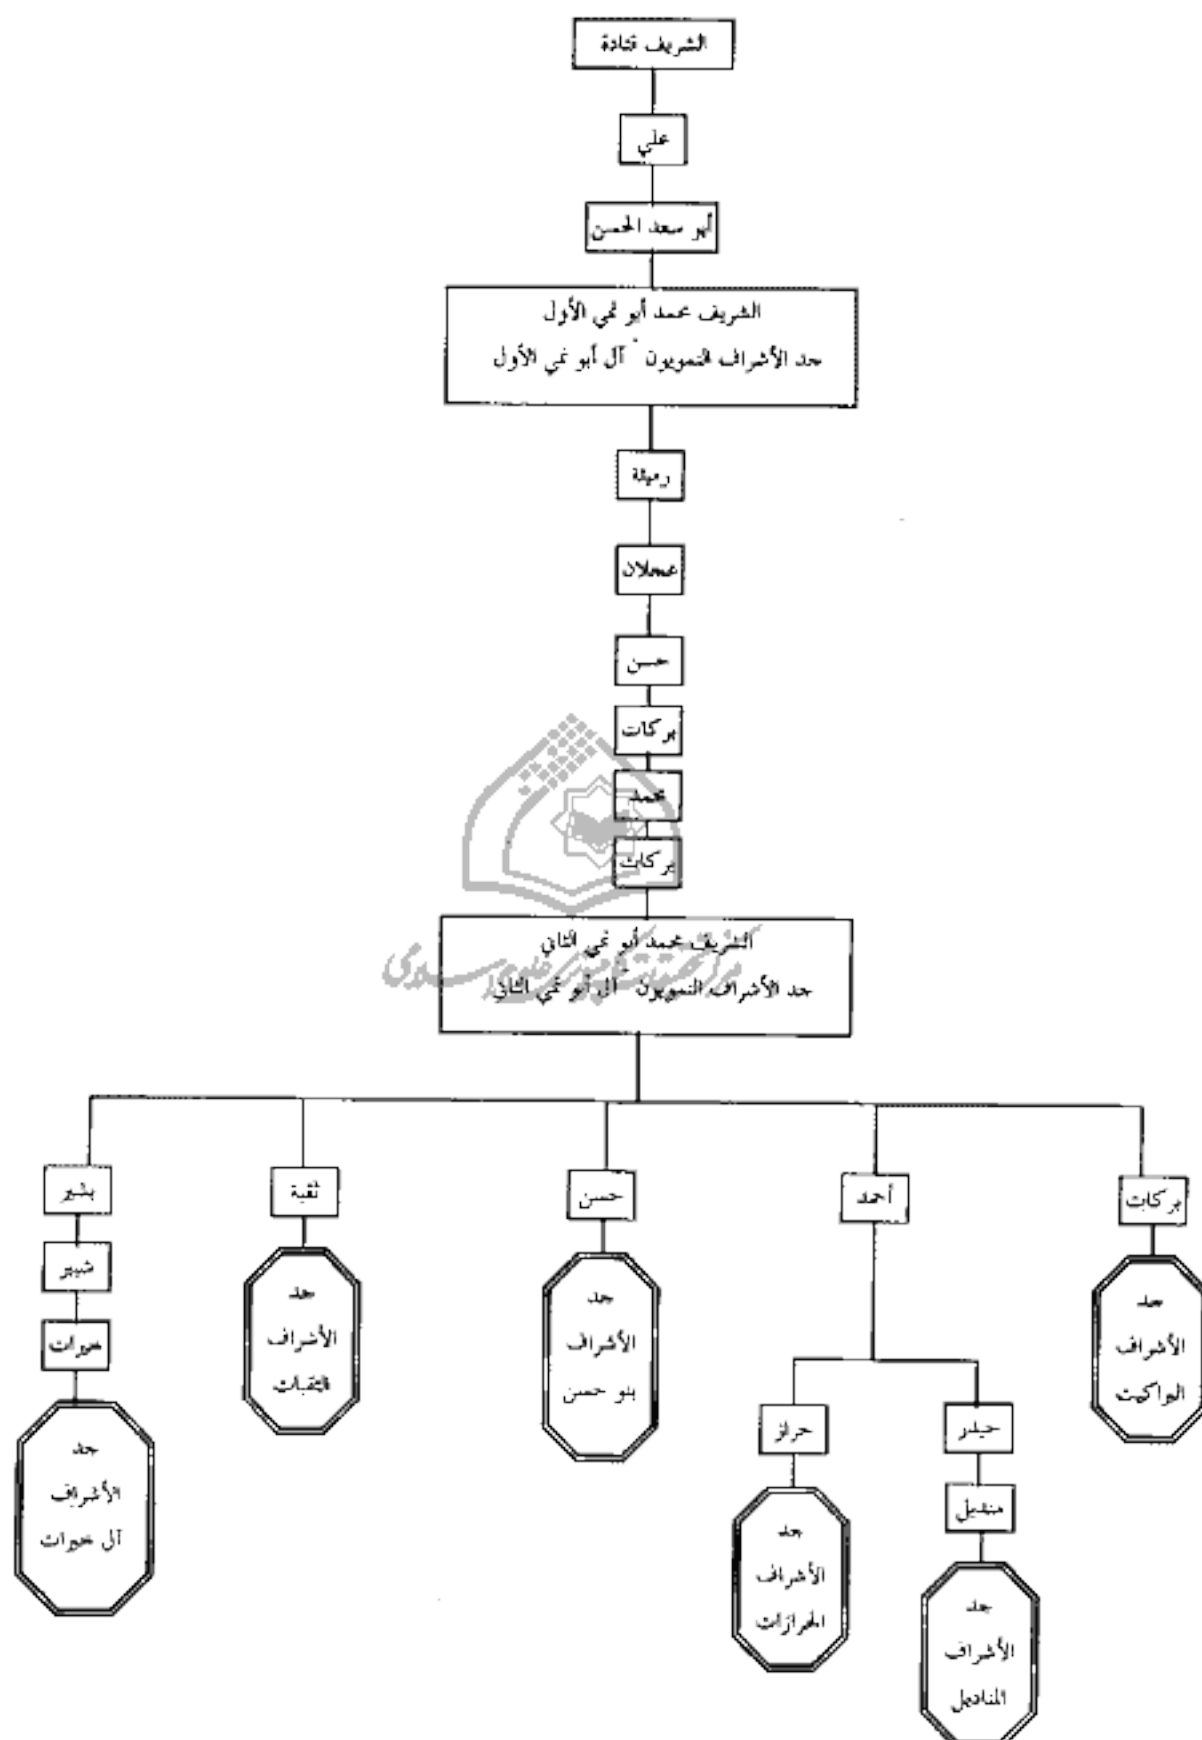 الشريف قتادة
علي
أبو سعد الحسن
الشريف محمد أبو نمي الأول
جد الأشراف النمويون - آل أبو نمي الأول
رميثة
عجلان
حسن
بركات
محمد
بركات
الشريف محمد أبو نمي الثاني
جد الأشراف النمويون - آل أبو نمي الثاني
بركات
جد
الأشراف
البواكيت
أحمد
حيدر
منديل
جد
الأشراف
المناديل
حراز
جد
الأشراف
الحرازات
حسن
جد
الأشراف
بنو حسن
ثقبة
جد
الأشراف
الثقبات
بشير
شبير
خيرات
جد
الأشراف
آل خيرات